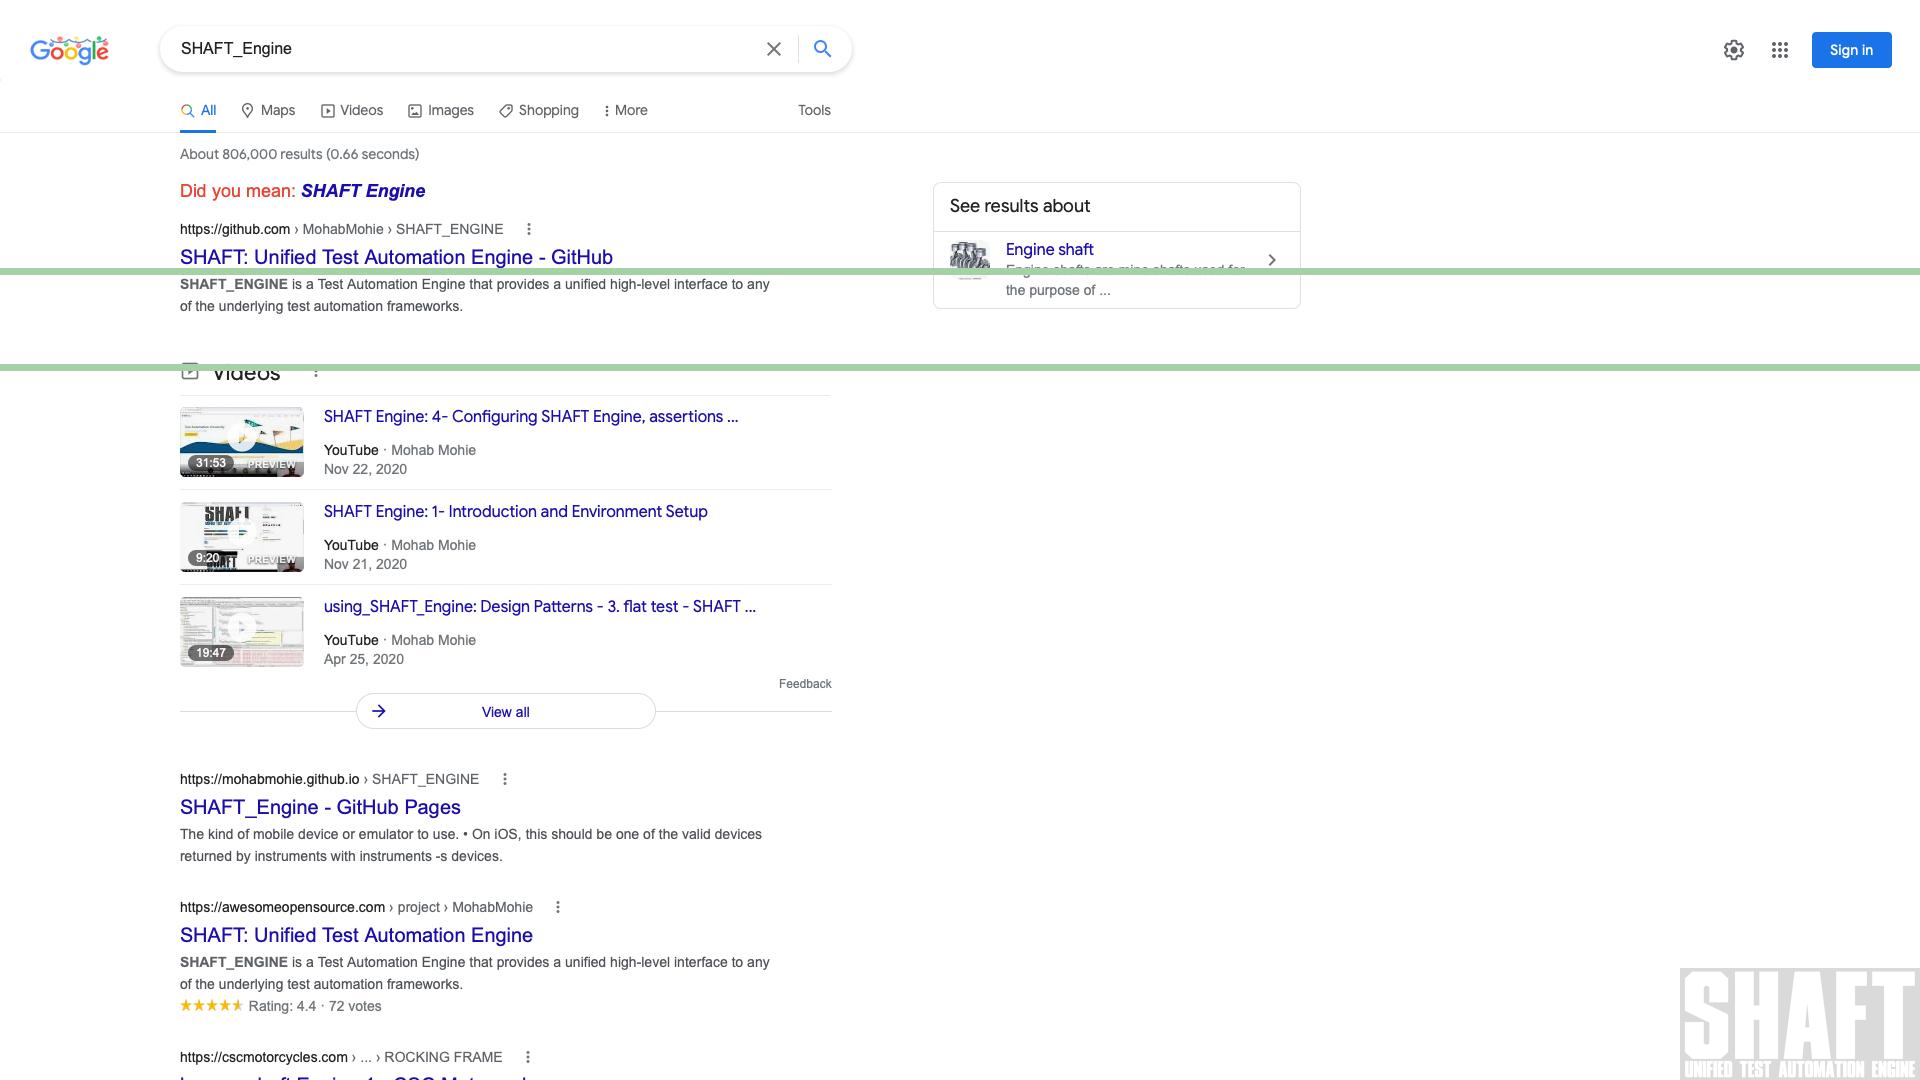 Google
SHAFT_Engine
Sign in
All Maps Videos Images Shopping More Tools
About 806,000 results (0.66 seconds)
Did you mean: SHAFT Engine
https://github.com › MohabMohie › SHAFT_ENGINE
SHAFT: Unified Test Automation Engine - GitHub
SHAFT_ENGINE is a Test Automation Engine that provides a unified high-level interface to any
of the underlying test automation frameworks.
See results about
Engine shaft
Engine shafts are mine shafts used for
the purpose of ...
Videos
31:53 PREVIEW
SHAFT Engine: 4- Configuring SHAFT Engine, assertions ...
YouTube · Mohab Mohie
Nov 22, 2020
SHAFT
9:20 PREVIEW
SHAFT
SHAFT Engine: 1- Introduction and Environment Setup
YouTube · Mohab Mohie
Nov 21, 2020
19:47
using_SHAFT_Engine: Design Patterns - 3. flat test - SHAFT ...
YouTube · Mohab Mohie
Apr 25, 2020
Feedback
View all
https://mohabmohie.github.io › SHAFT_ENGINE
SHAFT_Engine - GitHub Pages
The kind of mobile device or emulator to use. • On iOS, this should be one of the valid devices
returned by instruments with instruments -s devices.
https://awesomeopensource.com › project › MohabMohie
SHAFT: Unified Test Automation Engine
SHAFT_ENGINE is a Test Automation Engine that provides a unified high-level interface to any
of the underlying test automation frameworks.
Rating: 4.4 · 72 votes
https://cscmotorcycles.com › ... › ROCKING FRAME
SHAFT
UNIFIED TEST AUTOMATION ENGINE